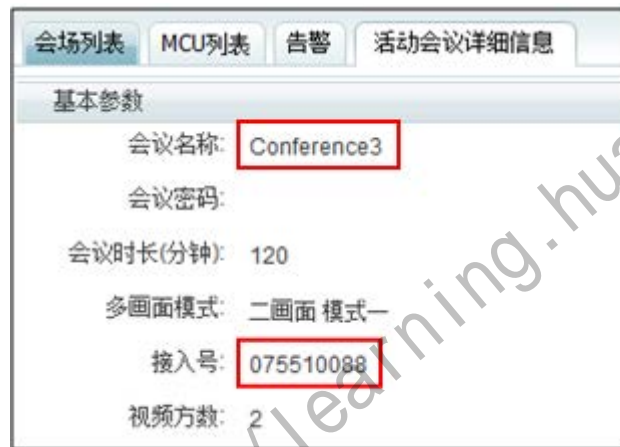 会场列表 MCU列表 告警 活动会议详细信息
基本参数
会议名称: Conference3
会议密码:
会议时长(分钟): 120
多画面模式: 二画面 模式一
接入号: 075510088
视频方数: 2
/learning.hua